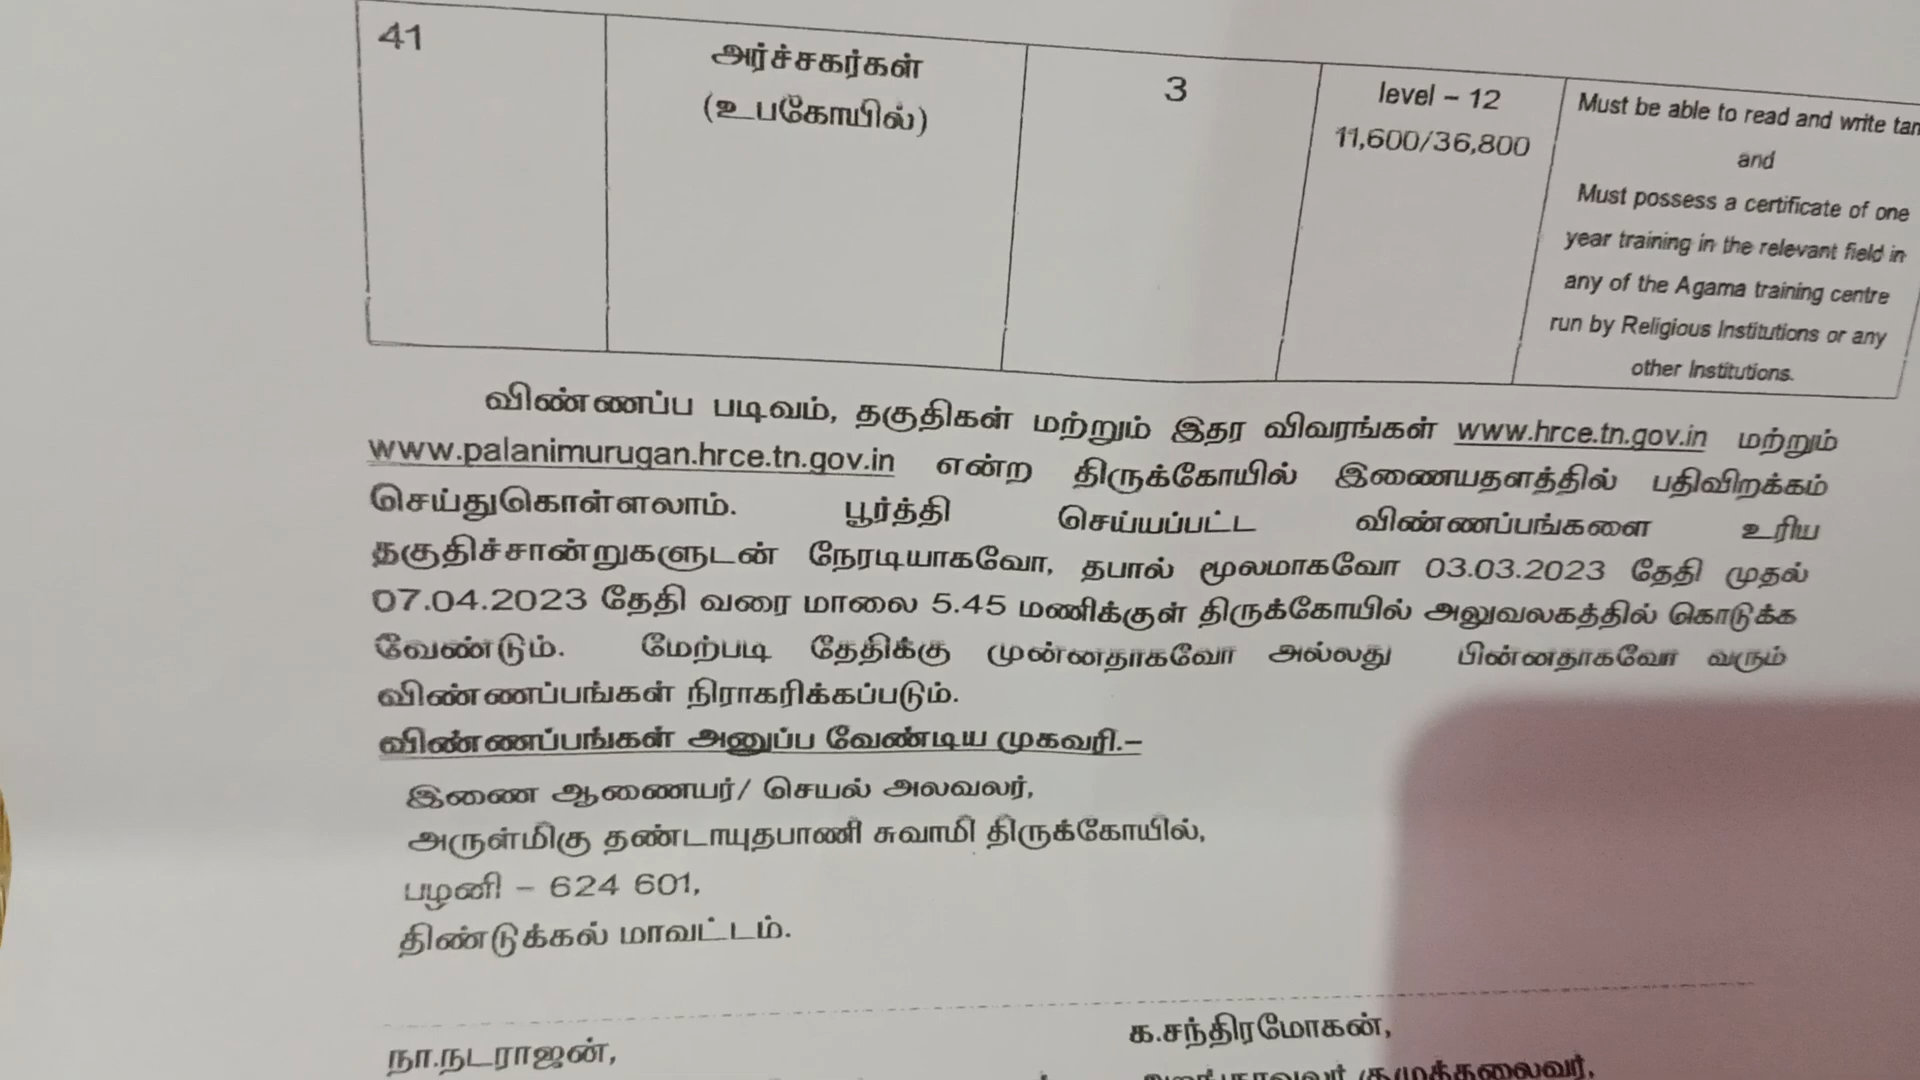 41
அர்ச்சகர்கள்
(உபகோயில்)
3
level – 12
11,600/36,800
Must be able to read and write
and
Must possess a certificate of one
year training in the relevant field in
any of the Agama training centre
run by Religious Institutions or any
other Institutions.
விண்ணப்ப படிவம், தகுதிகள் மற்றும் இதர விவரங்கள் www.hrce.tn.gov.in மற்றும்
www.palanimurugan.hrce.tn.gov.in என்ற திருக்கோயில் இணையதளத்தில் பதிவிறக்கம்
செய்துகொள்ளலாம். பூர்த்தி செய்யப்பட்ட விண்ணப்பங்களை உரிய
தகுதிச்சான்றுகளுடன் நேரடியாகவோ, தபால் மூலமாகவோ 03.03.2023 தேதி முதல்
07.04.2023 தேதி வரை மாலை 5.45 மணிக்குள் திருக்கோயில் அலுவலகத்தில் கொடுக்க
வேண்டும். மேற்படி தேதிக்கு முன்னதாகவோ அல்லது பின்னதாகவோ வரும்
விண்ணப்பங்கள் நிராகரிக்கப்படும்.
விண்ணப்பங்கள் அனுப்ப வேண்டிய முகவரி.–
இணை ஆணையர்/ செயல் அலவலர்,
அருள்மிகு தண்டாயுதபாணி சுவாமி திருக்கோயில்,
பழனி – 624 601,
திண்டுக்கல் மாவட்டம்.
க.சந்திரமோகன்,
நா.நடராஜன்,